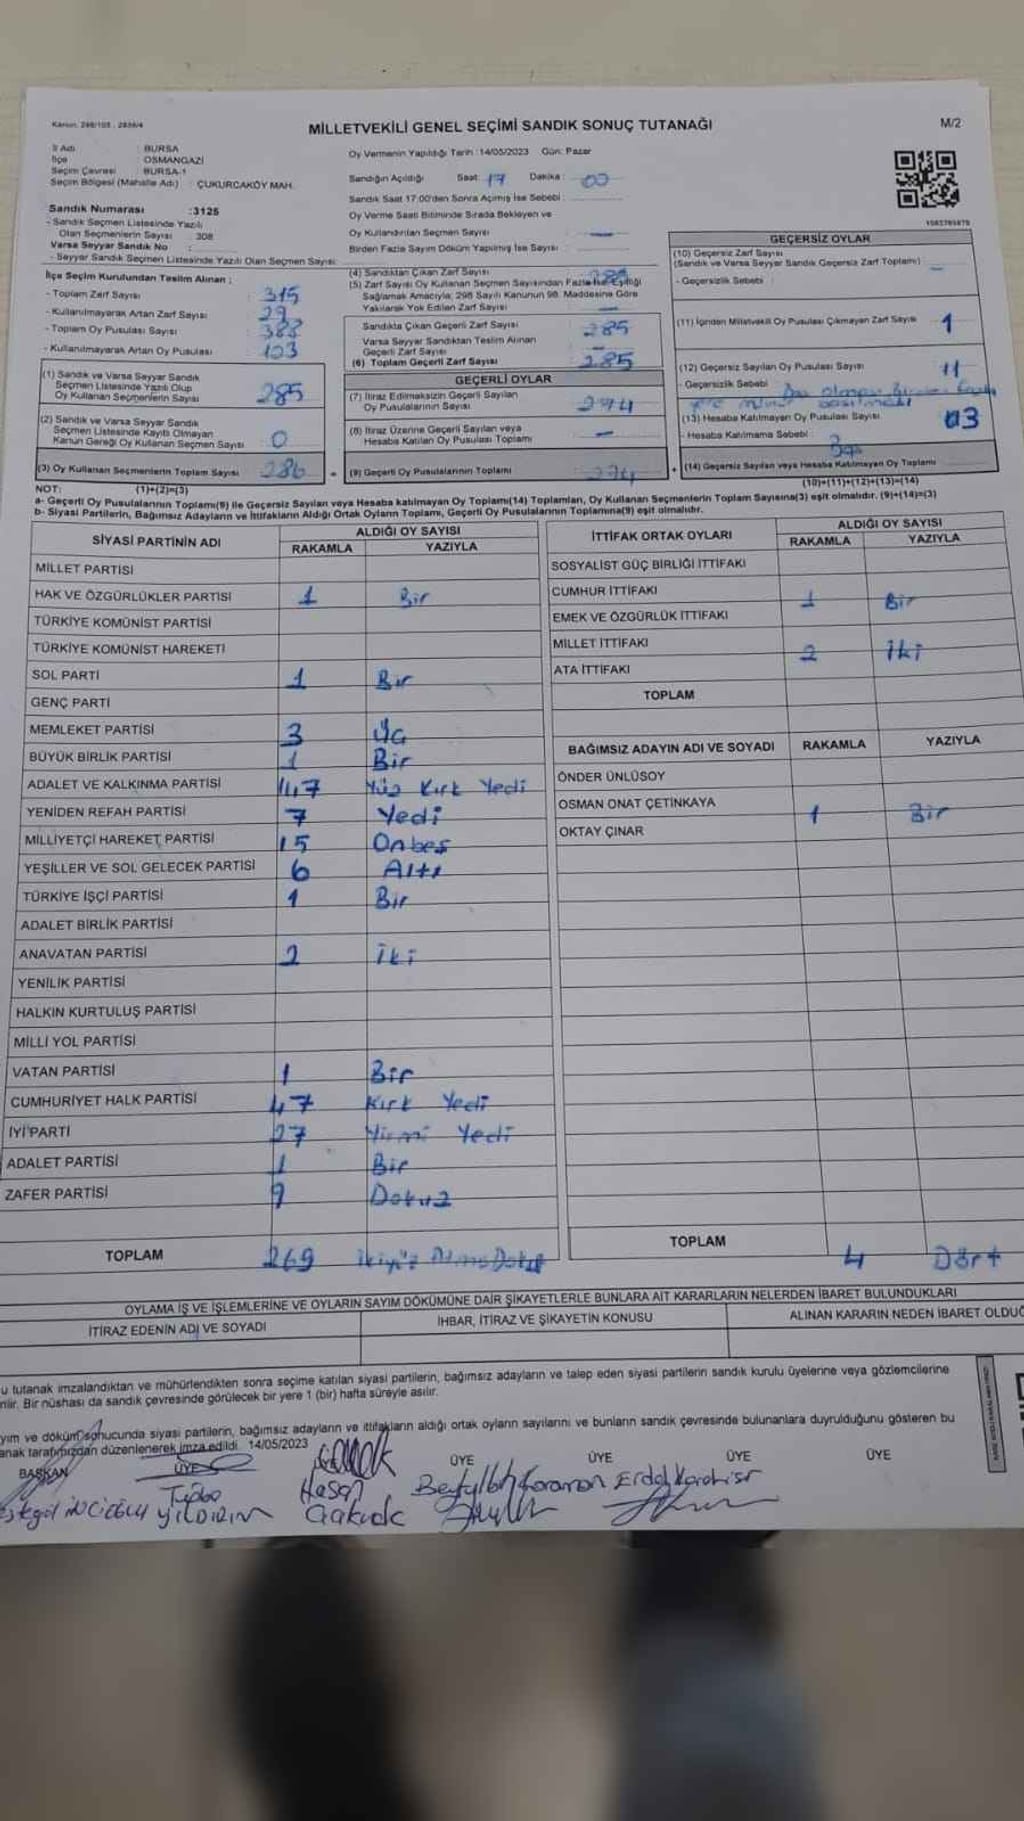 Kanun: 298/105 , 2839/4
MİLLETVEKİLİ GENEL SEÇİMİ SANDIK SONUÇ TUTANAĞI
M/2
İl Adı : BURSA
İlçe : OSMANGAZİ
Seçim Çevresi : BURSA-1
Seçim Bölgesi (Mahalle Adı) : ÇUKURCAKÖY MAH.
Sandık Numarası :3125
- Sandık Seçmen Listesinde Yazılı
Olan Seçmenlerin Sayısı : 308
Varsa Seyyar Sandık No :
- Seyyar Sandık Seçmen Listesinde Yazılı Olan Seçmen Sayısı:
Oy Vermenin Yapıldığı Tarih :14/05/2023 Gün: Pazar
Sandığın Açıldığı Saat: 17 Dakika: 00
Sandık Saat 17:00'den Sonra Açımış İse Sebebi :
Oy Verme Saati Bitiminde Sırada Bekleyen ve
Oy Kullandırılan Seçmen Sayısı : —
Birden Fazla Sayım Döküm Yapılmış İse Sayısı :
İlçe Seçim Kurulundan Teslim Alınan :
- Toplam Zarf Sayısı : 315
- Kullanılmayarak Artan Zarf Sayısı : 29
- Toplam Oy Pusulası Sayısı : 388
- Kullanılmayarak Artan Oy Pusulası : 103
(1) Sandık ve Varsa Seyyar Sandık
Seçmen Listesinde Yazılı Olup
Oy Kullanan Seçmenlerin Sayısı : 285
(2) Sandık ve Varsa Seyyar Sandık
Seçmen Listesinde Kayıtlı Olmayan
Kanun Gereği Oy Kullanan Seçmen Sayısı : 0
(3) Oy Kullanan Seçmenlerin Toplam Sayısı : 286
(4) Sandıktan Çıkan Zarf Sayısı
(5) Zarf Sayısı Oy Kullanan Seçmen Sayısından Fazla İse Eşitliği
Sağlamak Amacıyla, 298 Sayılı Kanunun 98. Maddesine Göre
Yakılarak Yok Edilen Zarf Sayısı : —
Sandıkta Çıkan Geçerli Zarf Sayısı : 285
Varsa Seyyar Sandıktan Teslim Alınan
Geçerli Zarf Sayısı : —
(6) Toplam Geçerli Zarf Sayısı : 285
GEÇERLİ OYLAR
(7) İtiraz Edilmeksizin Geçerli Sayılan
Oy Pusulalarının Sayısı : 274
(8) İtiraz Üzerine Geçerli Sayılan veya
Hesaba Katılan Oy Pusulası Toplamı : —
(9) Geçerli Oy Pusulalarının Toplamı : 274
GEÇERSİZ OYLAR
(10) Geçersiz Zarf Sayısı
(Sandık ve Varsa Seyyar Sandık Geçersiz Zarf Toplamı) : —
- Geçersizlik Sebebi :
(11) İçinden Milletvekili Oy Pusulası Çıkmayan Zarf Sayısı : 1
(12) Geçersiz Sayılan Oy Pusulası Sayısı : 11
- Geçersizlik Sebebi :
(13) Hesaba Katılmayan Oy Pusulası Sayısı : 03
- Hesaba Katılmama Sebebi :
(14) Geçersiz Sayılan veya Hesaba Katılmayan Oy Toplamı
(10)+(11)+(12)+(13)=(14)
NOT: (1)+(2)=(3)
a- Geçerli Oy Pusulalarının Toplamı(9) ile Geçersiz Sayılan veya Hesaba katılmayan Oy Toplamı(14) Toplamları, Oy Kullanan Seçmenlerin Toplam Sayısına(3) eşit olmalıdır. (9)+(14)=(3)
b- Siyasi Partilerin, Bağımsız Adayların ve İttifakların Aldığı Ortak Oyların Toplamı, Geçerli Oy Pusulalarının Toplamına(9) eşit olmalıdır.
SİYASİ PARTİNİN ADI
ALDIĞI OY SAYISI
RAKAMLA YAZIYLA
MİLLET PARTİSİ
HAK VE ÖZGÜRLÜKLER PARTİSİ 1 Bir
TÜRKİYE KOMÜNİST PARTİSİ
TÜRKİYE KOMÜNİST HAREKETİ
SOL PARTİ 1 Bir
GENÇ PARTİ
MEMLEKET PARTİSİ 3 Üç
BÜYÜK BİRLİK PARTİSİ 1 Bir
ADALET VE KALKINMA PARTİSİ 147 Yüz Kırk Yedi
YENİDEN REFAH PARTİSİ 7 Yedi
MİLLİYETÇİ HAREKET PARTİSİ 15 Onbeş
YEŞİLLER VE SOL GELECEK PARTİSİ 6 Altı
TÜRKİYE İŞÇİ PARTİSİ 1 Bir
ADALET BİRLİK PARTİSİ
ANAVATAN PARTİSİ 2 İki
YENİLİK PARTİSİ
HALKIN KURTULUŞ PARTİSİ
MİLLİ YOL PARTİSİ
VATAN PARTİSİ 1 Bir
CUMHURİYET HALK PARTİSİ 47 Kırk Yedi
İYİ PARTİ 27 Yirmi Yedi
ADALET PARTİSİ 1 Bir
ZAFER PARTİSİ 9 Dokuz
TOPLAM 269
İTTİFAK ORTAK OYLARI
ALDIĞI OY SAYISI
RAKAMLA YAZIYLA
SOSYALİST GÜÇ BİRLİĞİ İTTİFAKI
CUMHUR İTTİFAKI 1 Bir
EMEK VE ÖZGÜRLÜK İTTİFAKI
MİLLET İTTİFAKI 2 İki
ATA İTTİFAKI
TOPLAM
BAĞIMSIZ ADAYIN ADI VE SOYADI RAKAMLA YAZIYLA
ÖNDER ÜNLÜSOY
OSMAN ONAT ÇETİNKAYA 1 Bir
OKTAY ÇINAR
TOPLAM 4 Dört
OYLAMA İŞ VE İŞLEMLERİNE VE OYLARIN SAYIM DÖKÜMÜNE DAİR ŞİKAYETLERLE BUNLARA AİT KARARLARIN NELERDEN İBARET BULUNDUKLARI
İTİRAZ EDENİN ADI VE SOYADI
İHBAR, İTİRAZ VE ŞİKAYETİN KONUSU
ALINAN KARARIN NEDEN İBARET OLDUĞ
u tutanak imzalandıktan ve mühürlendikten sonra seçime katılan siyasi partilerin, bağımsız adayların ve talep eden siyasi partilerin sandık kurulu üyelerine veya gözlemcilerine
rilir. Bir nüshası da sandık çevresinde görülecek bir yere 1 (bir) hafta süreyle asılır.
yım ve döküm sonucunda siyasi partilerin, bağımsız adayların ve ittifakların aldığı ortak oyların sayılarını ve bunların sandık çevresinde bulunanlara duyrulduğunu gösteren bu
anak tarafımızdan düzenlenerek imza edildi. 14/05/2023
BAŞKAN ÜYE ÜYE ÜYE ÜYE ÜYE ÜYE
Tuğba YILDIRIM
Hasan